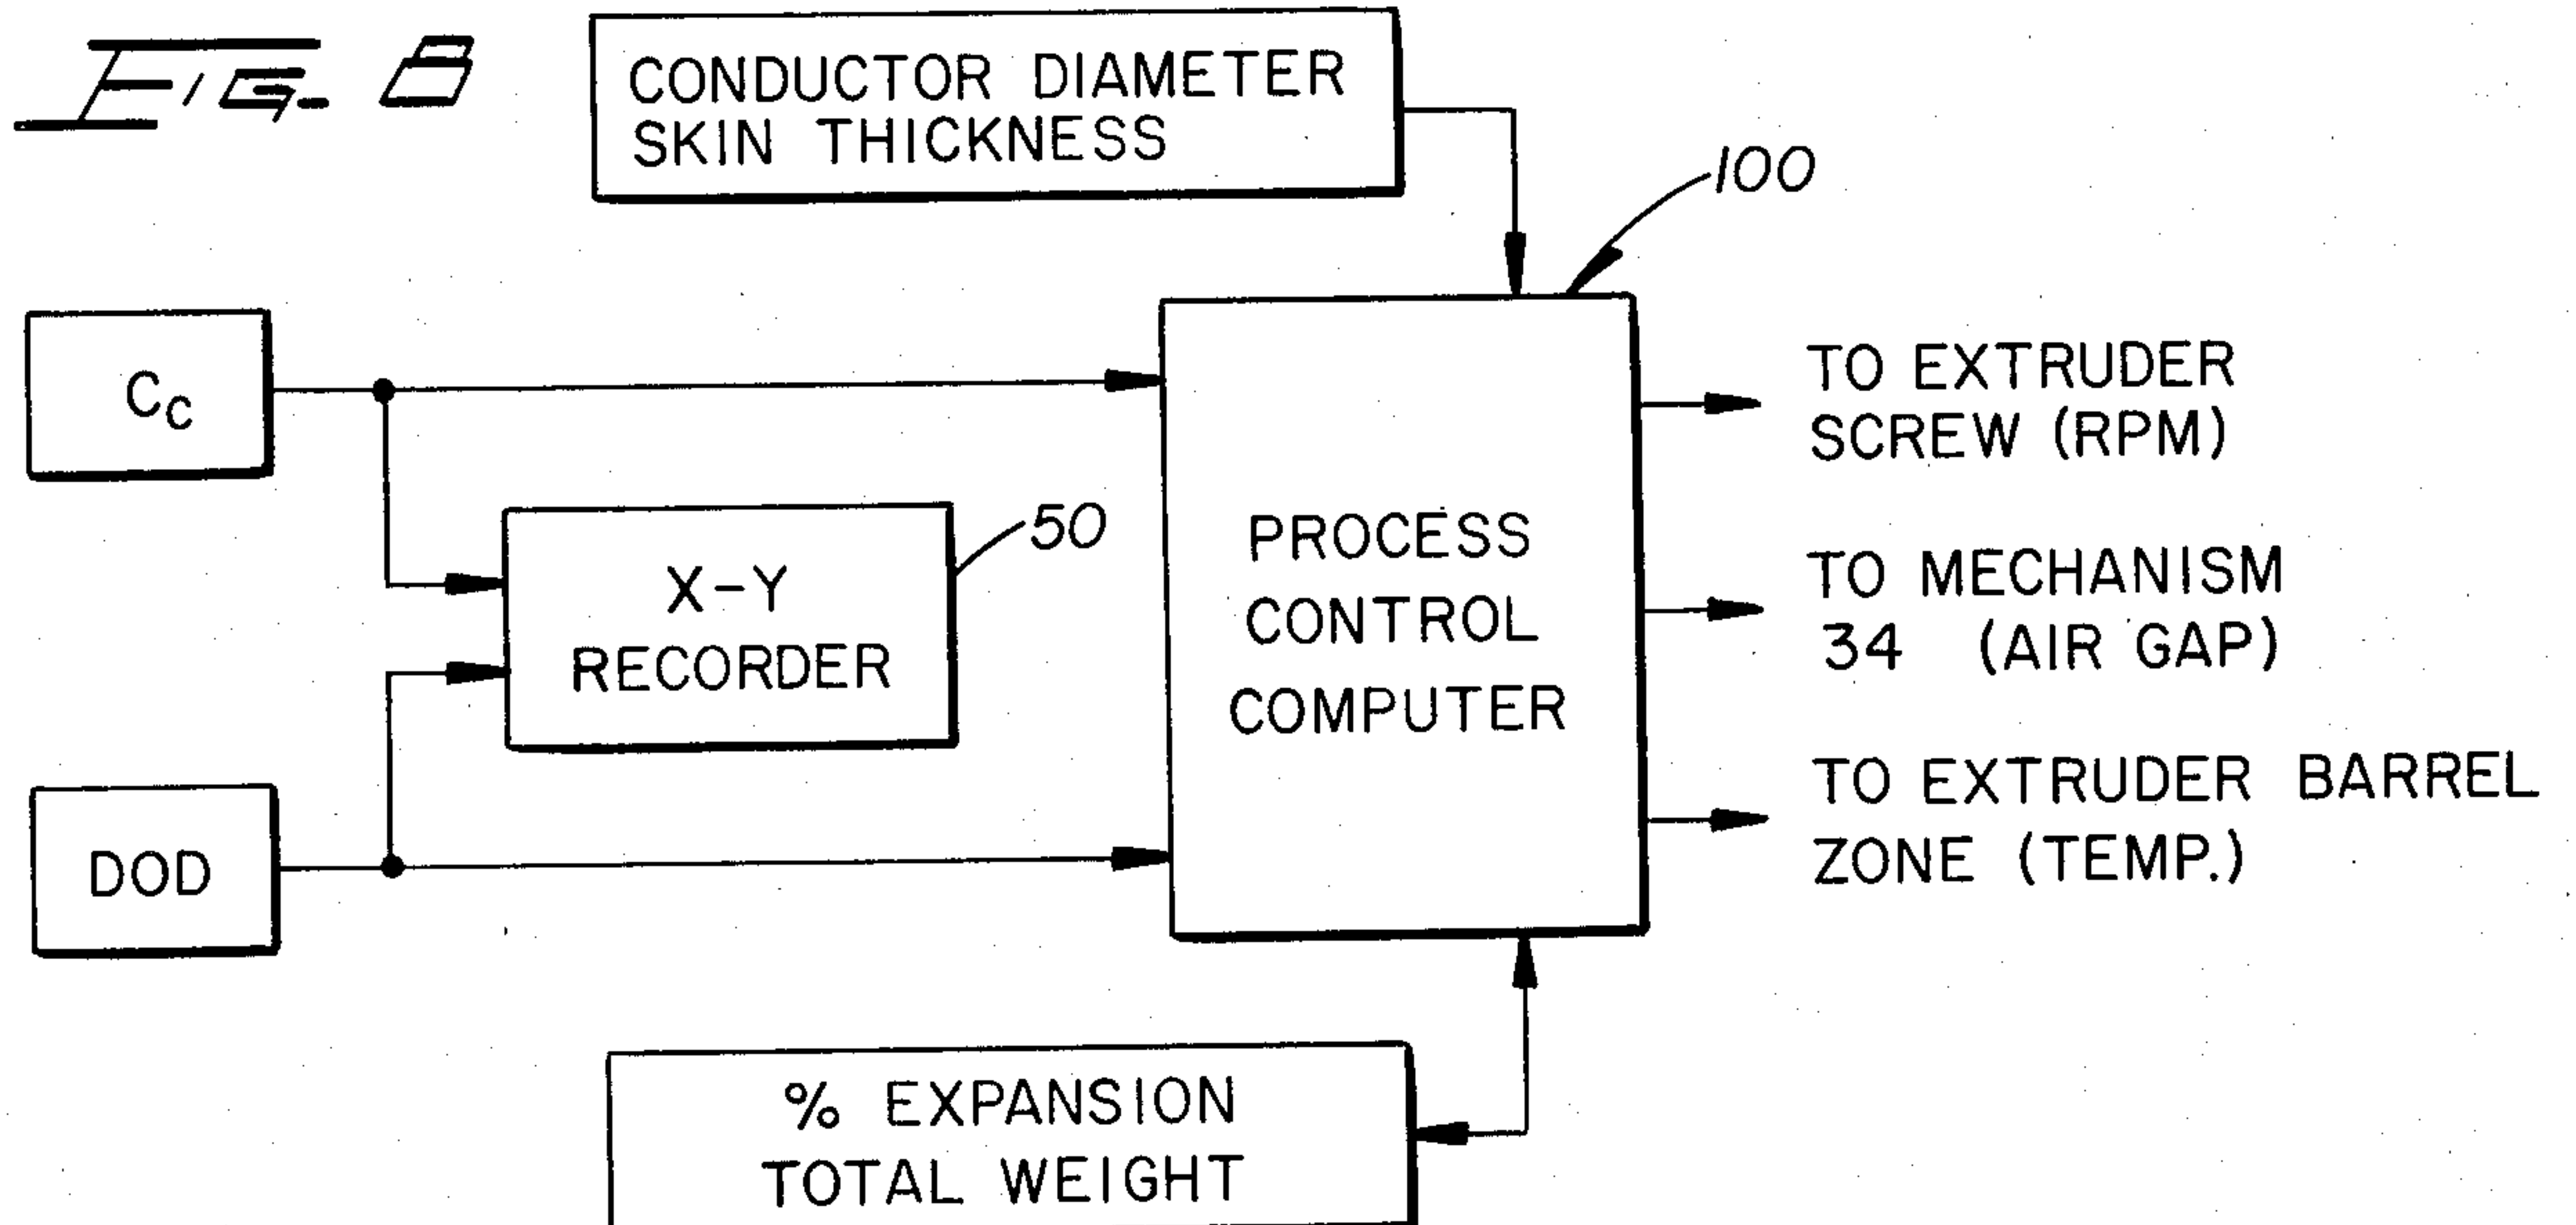 FIG. 8
CONDUCTOR DIAMETER
SKIN THICKNESS
100
C_C
50
X-Y
RECORDER
DOD
PROCESS
CONTROL
COMPUTER
TO EXTRUDER
SCREW (RPM)
TO MECHANISM
34 (AIR GAP)
TO EXTRUDER BARREL
ZONE (TEMP.)
% EXPANSION
TOTAL WEIGHT